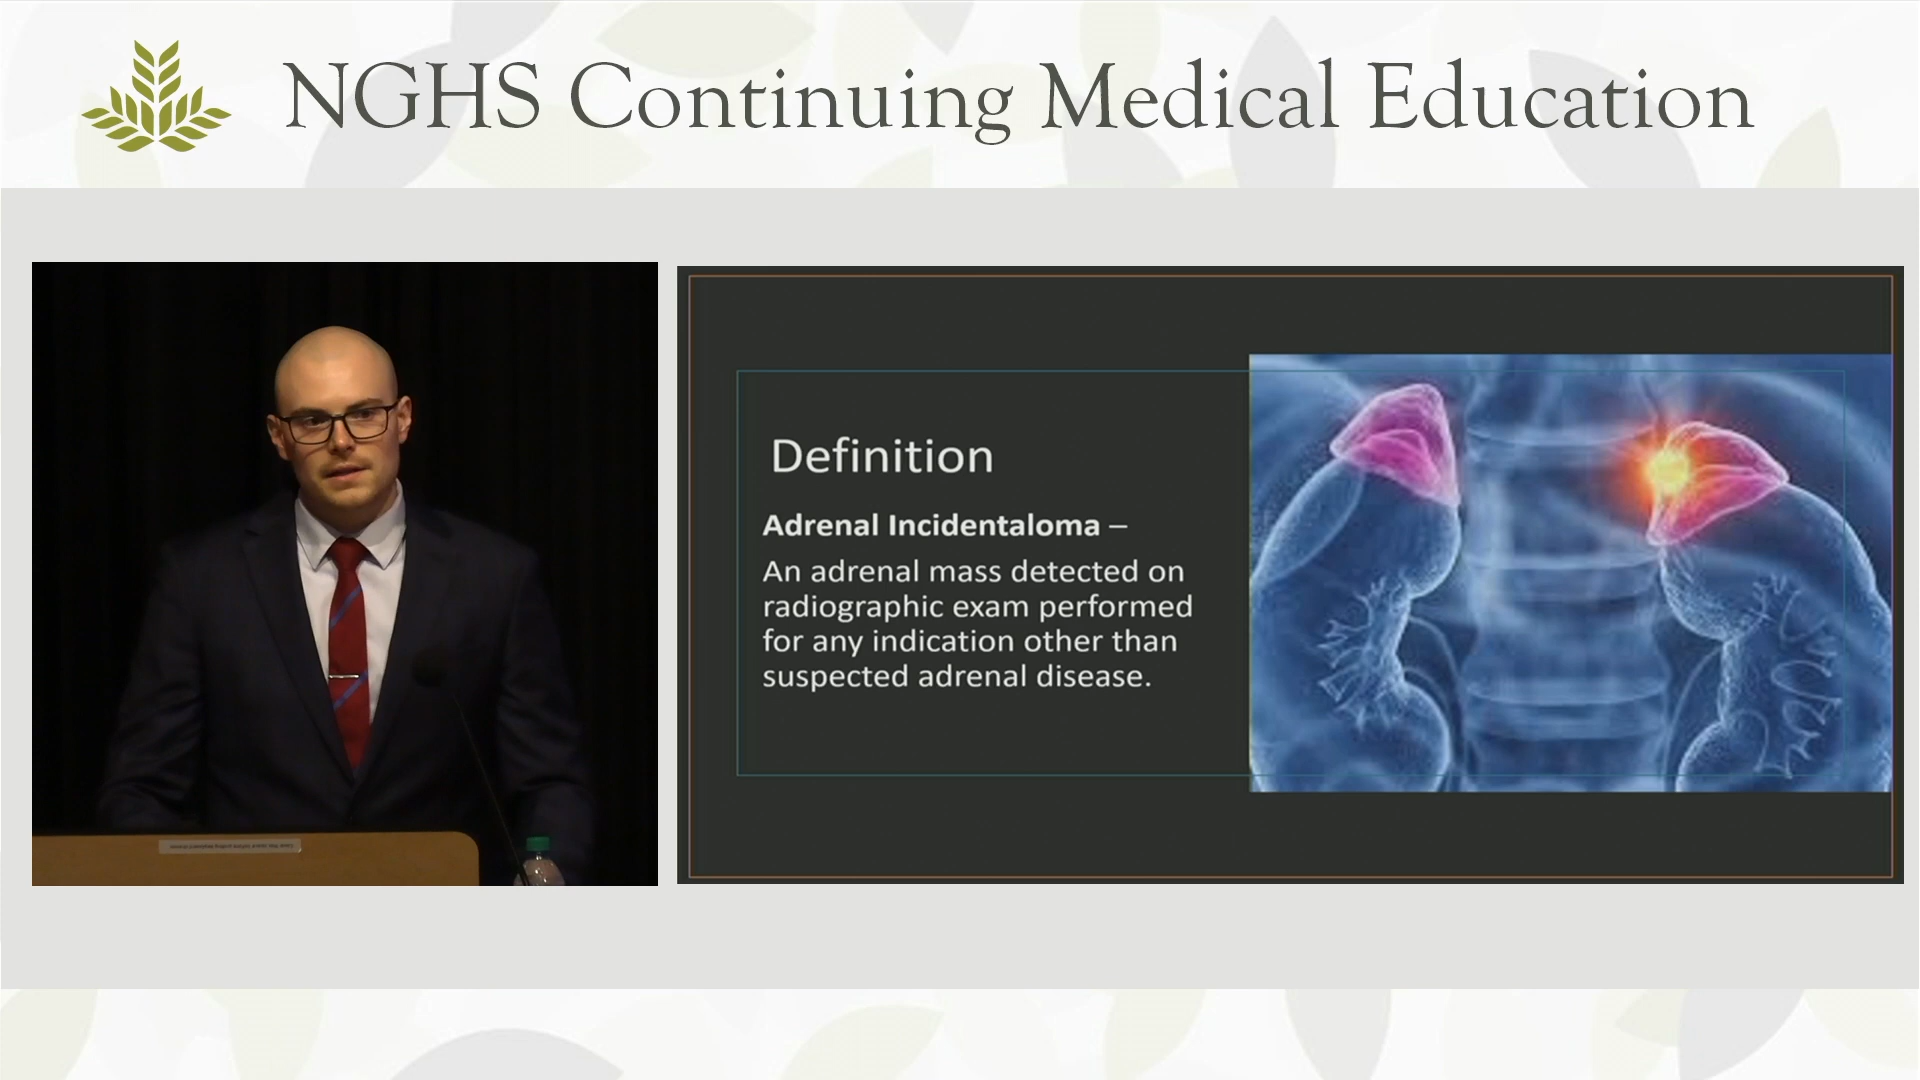 NGHS Continuing Medical Education
Definition
Adrenal Incidentaloma –
An adrenal mass detected on
radiographic exam performed
for any indication other than
suspected adrenal disease.